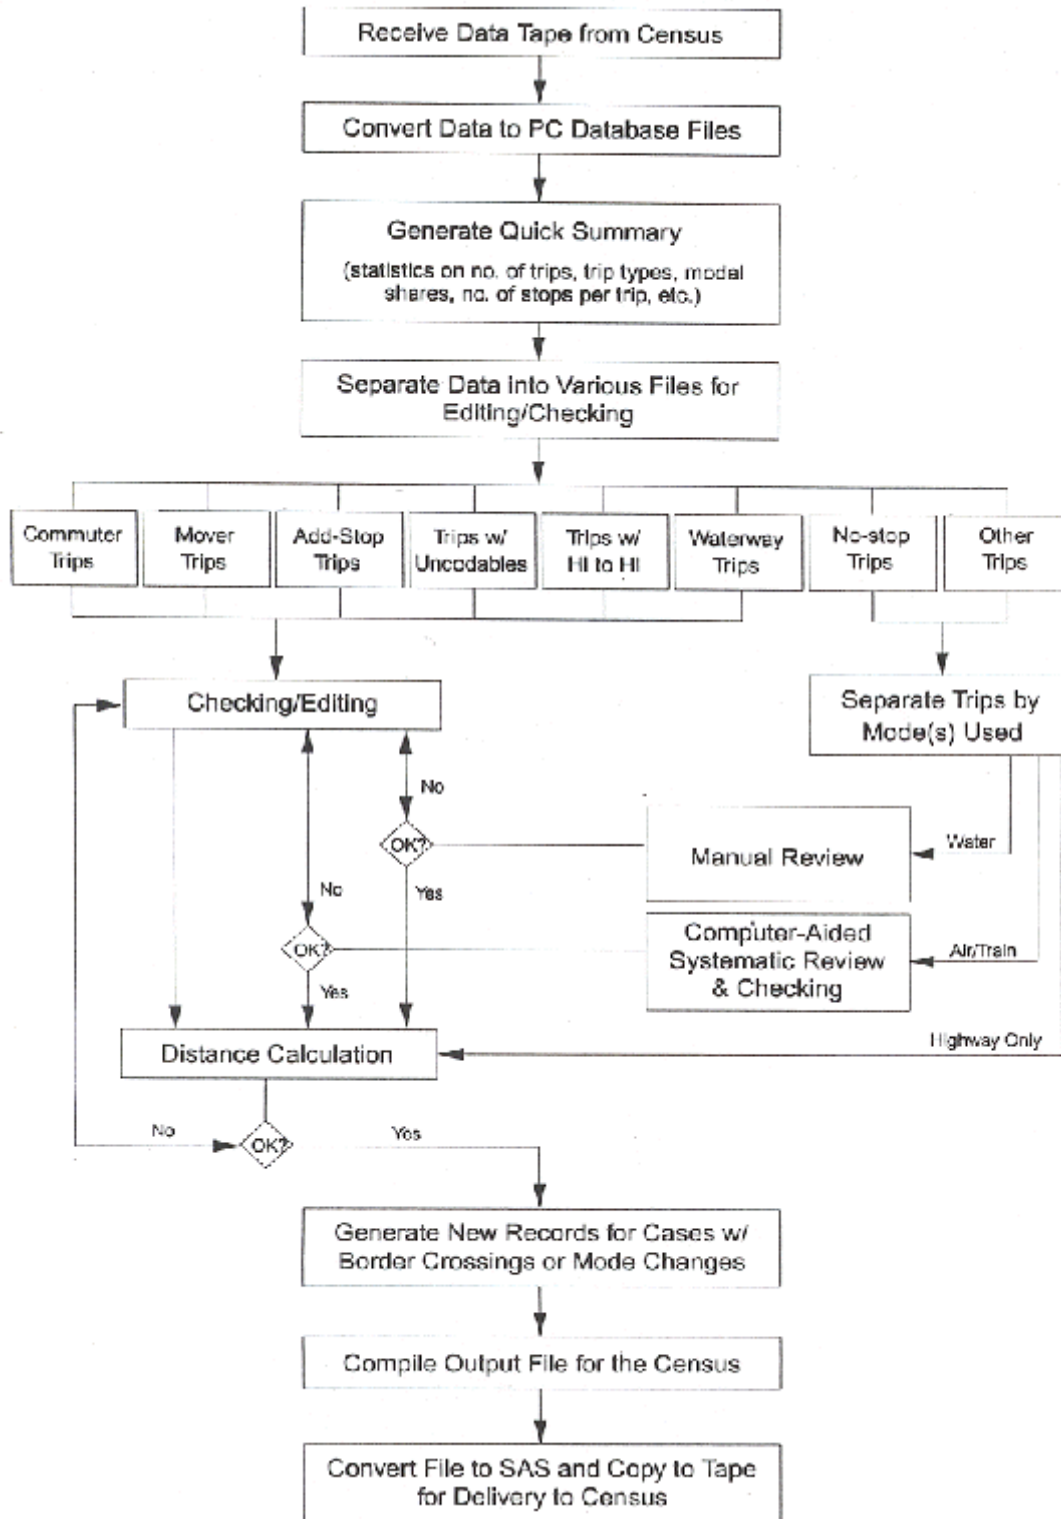 Receive Data Tape from Census
Convert Data to PC Database Files
Generate Quick Summary
(statistics on no. of trips, trip types, modal
shares, no. of stops per trip, etc.)
Separate Data into Various Files for
Editing/Checking
Commuter
Trips
Mover
Trips
Add-Stop
Trips
Trips w/
Uncodables
Trips w/
HI to HI
Waterway
Trips
No-stop
Trips
Other
Trips
Checking/Editing
Separate Trips by
Mode(s) Used
No
OK?
Yes
Manual Review
Water
No
OK?
Yes
Computer-Aided
Systematic Review
& Checking
Air/Train
Distance Calculation
Highway Only
No
OK?
Yes
Generate New Records for Cases w/
Border Crossings or Mode Changes
Compile Output File for the Census
Convert File to SAS and Copy to Tape
for Delivery to Census